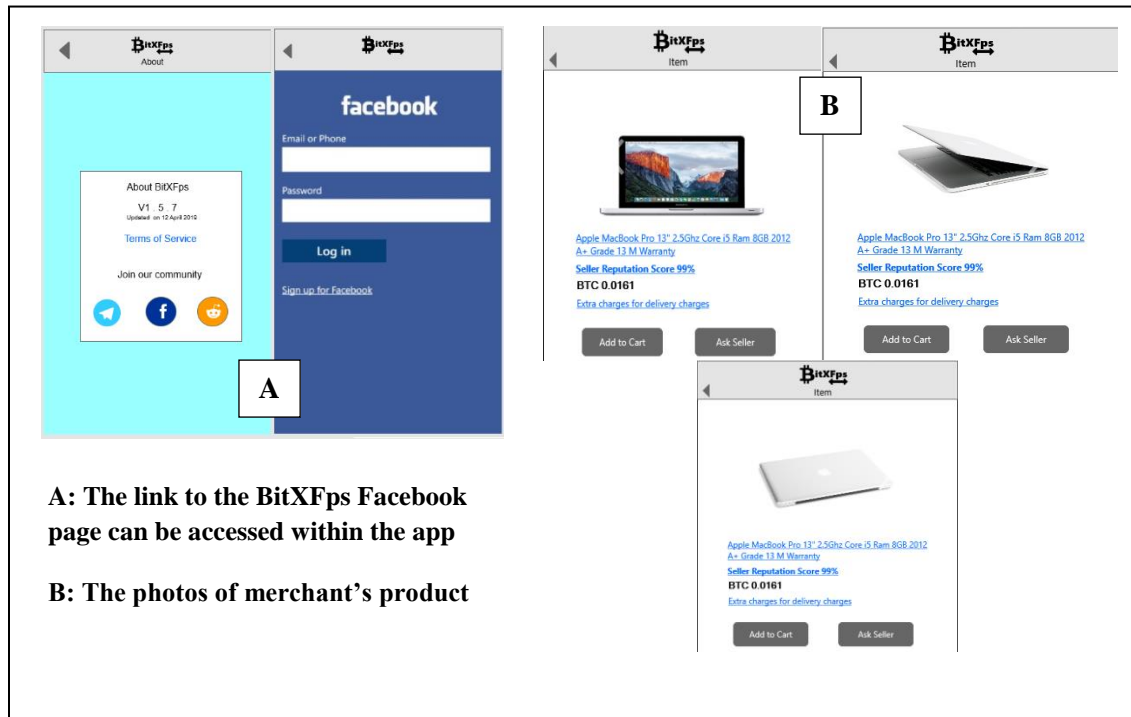 BitXFps
About
About BitXFps
V1 . 5 . 7
Updated on 12 April 2019
Terms of Service
Join our community
BitXFps
facebook
Email or Phone
Password
Log in
Sign up for Facebook
A
A: The link to the BitXFps Facebook
page can be accessed within the app
B: The photos of merchant's product
BitXFps
Item
Apple MacBook Pro 13" 2.5Ghz Core i5 Ram 8GB 2012
A+ Grade 13 M Warranty
Seller Reputation Score 99%
BTC 0.0161
Extra charges for delivery charges
Add to Cart
Ask Seller
B
BitXFps
Item
Apple MacBook Pro 13" 2.5Ghz Core i5 Ram 8GB 2012
A+ Grade 13 M Warranty
Seller Reputation Score 99%
BTC 0.0161
Extra charges for delivery charges
Add to Cart
Ask Seller
BitXFps
Item
Apple MacBook Pro 13" 2.5Ghz Core i5 Ram 8GB 2012
A+ Grade 13 M Warranty
Seller Reputation Score 99%
BTC 0.0161
Extra charges for delivery charges
Add to Cart
Ask Seller